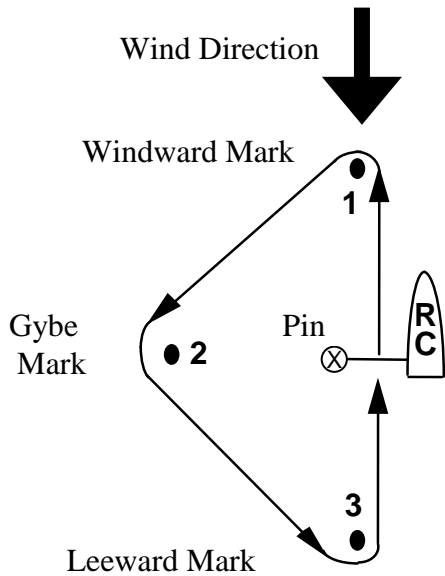 Wind Direction
Windward Mark
1
Gybe
Mark
2
Pin
X
R
C
3
Leeward Mark